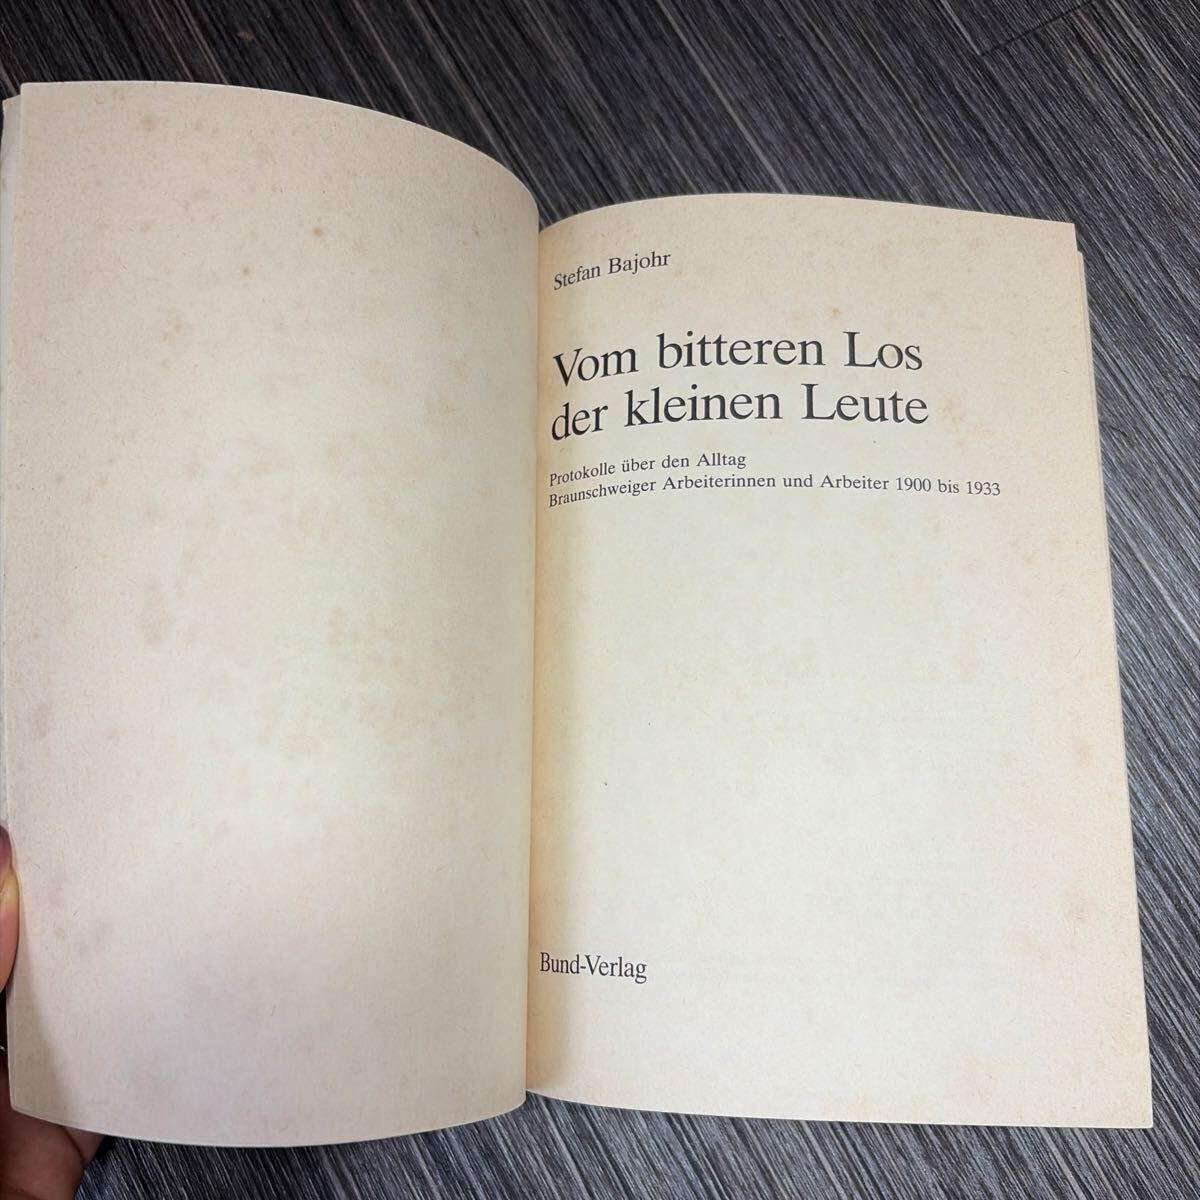 Stefan Bajohr
Vom bitteren Los
der kleinen Leute
Protokolle über den Alltag
Braunschweiger Arbeiterinnen und Arbeiter 1900 bis 1933
Bund-Verlag